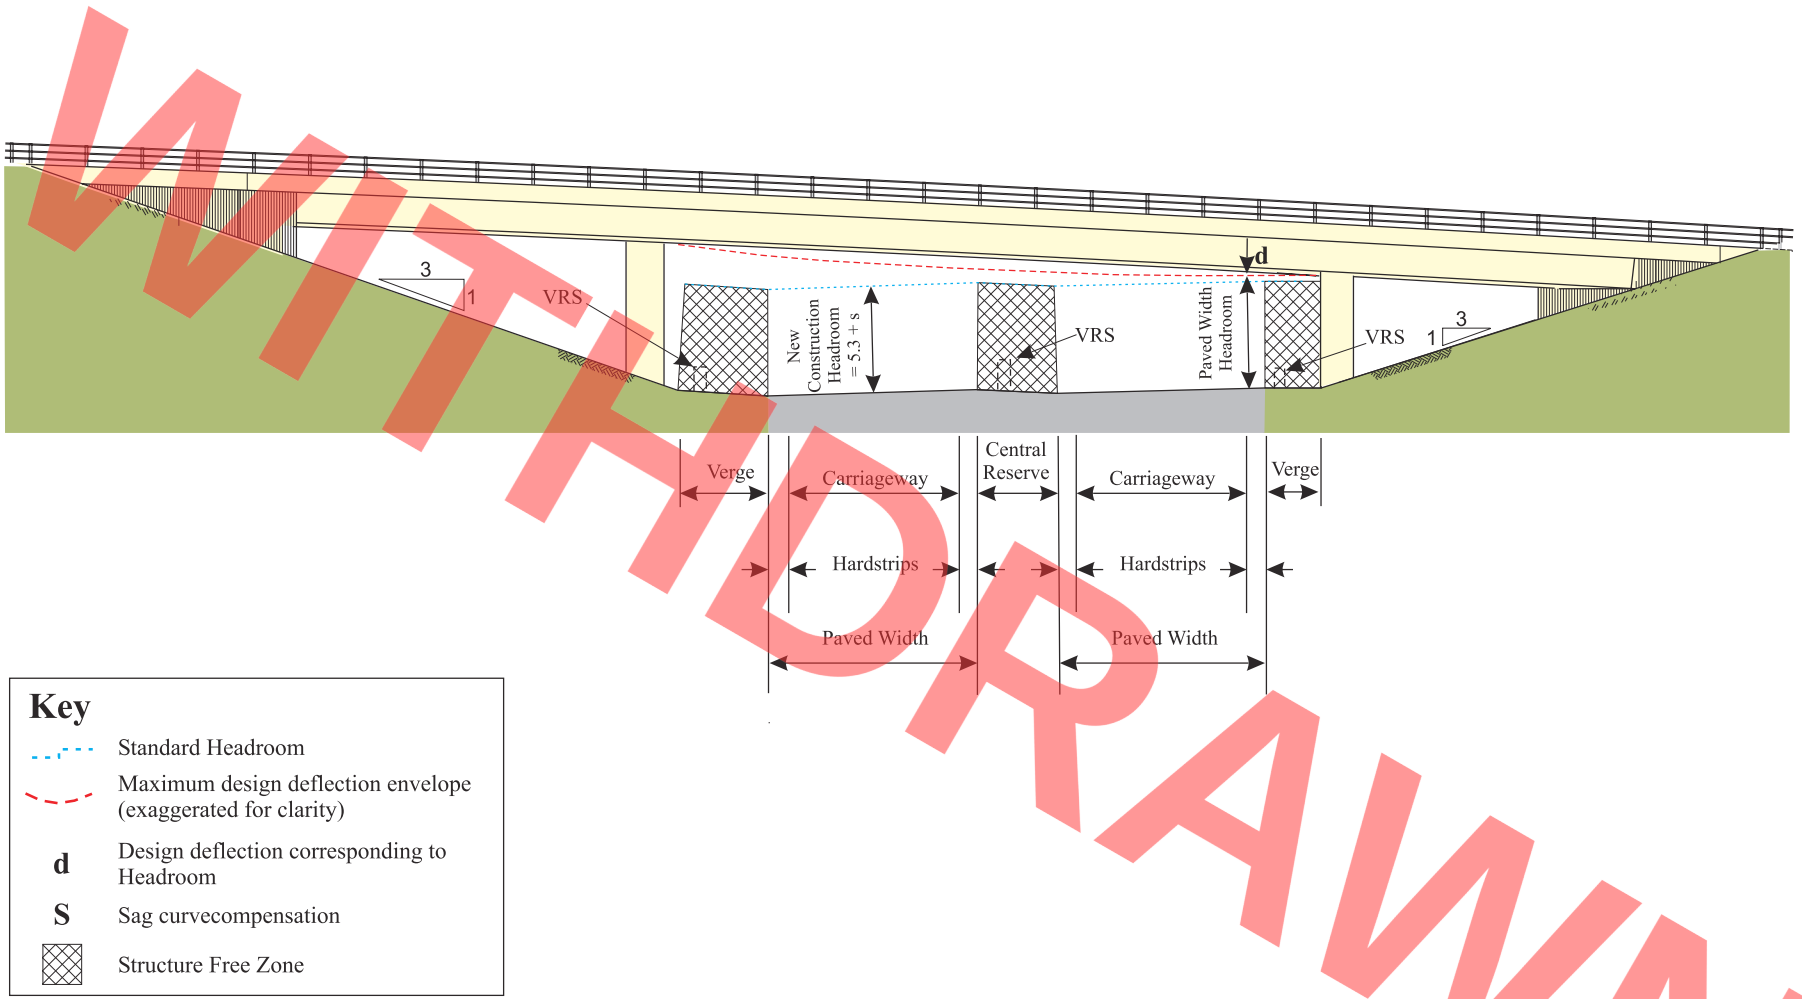 d
3
1
VRS
New
Construction
Headroom
= 5.3 + s
VRS
Paved Width
Headroom
VRS
3
1
Verge
Carriageway
Central
Reserve
Carriageway
Verge
Hardstrips
Hardstrips
Paved Width
Paved Width
Key
Standard Headroom
Maximum design deflection envelope
(exaggerated for clarity)
d
Design deflection corresponding to
Headroom
S
Sag curvecompensation
Structure Free Zone
WITHDRAWN